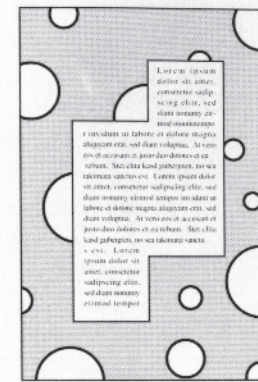 Lorem ipsum
dolor sit amet,
consetetur sadip-
scing elitr, sed
diam nonumy eir-
mod
r invidunt ut labore et dolore magna
aliquyam erat, sed diam voluptua. At vero
eos et accusam et justo duo dolores et ea
rebum. Stet clita kasd gubergren, no sea
takimata sanctus est. Lorem ipsum dolor
sit amet, consetetur sadipscing elitr, sed
diam nonumy eirmod tempor invidunt ut
labore et dolore magna aliquyam erat, sed
diam voluptua. At vero eos et accusam et
justo duo dolores et ea rebum. Stet clita
kasd gubergren, no sea takimata sanctu
s est. Lorem
ipsum dolor sit
amet, consetetur
sadipscing elitr,
sed diam nonumy
eirmod tempor